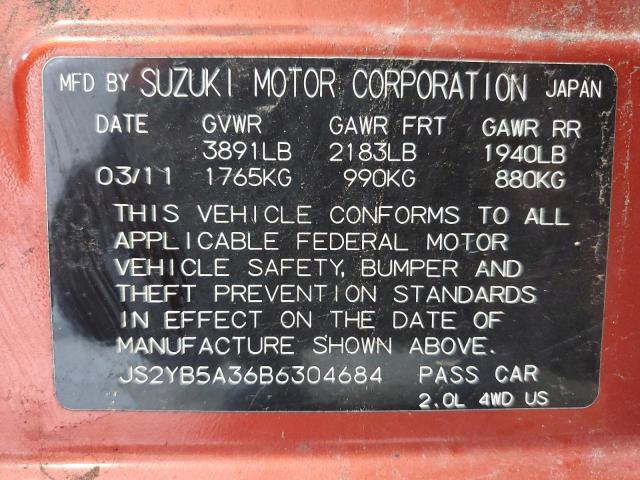 MFD BY SUZUKI MOTOR CORPORATION JAPAN
DATE GVWR GAWR FRT GAWR RR
3891LB 2183LB 1940LB
03/11 1765KG 990KG 880KG
THIS VEHICLE CONFORMS TO ALL
APPLICABLE FEDERAL MOTOR
VEHICLE SAFETY, BUMPER AND
THEFT PREVENTION STANDARDS
IN EFFECT ON THE DATE OF
MANUFACTURE SHOWN ABOVE.
JS2YB5A36B6304684 PASS CAR
2.0L 4WD US